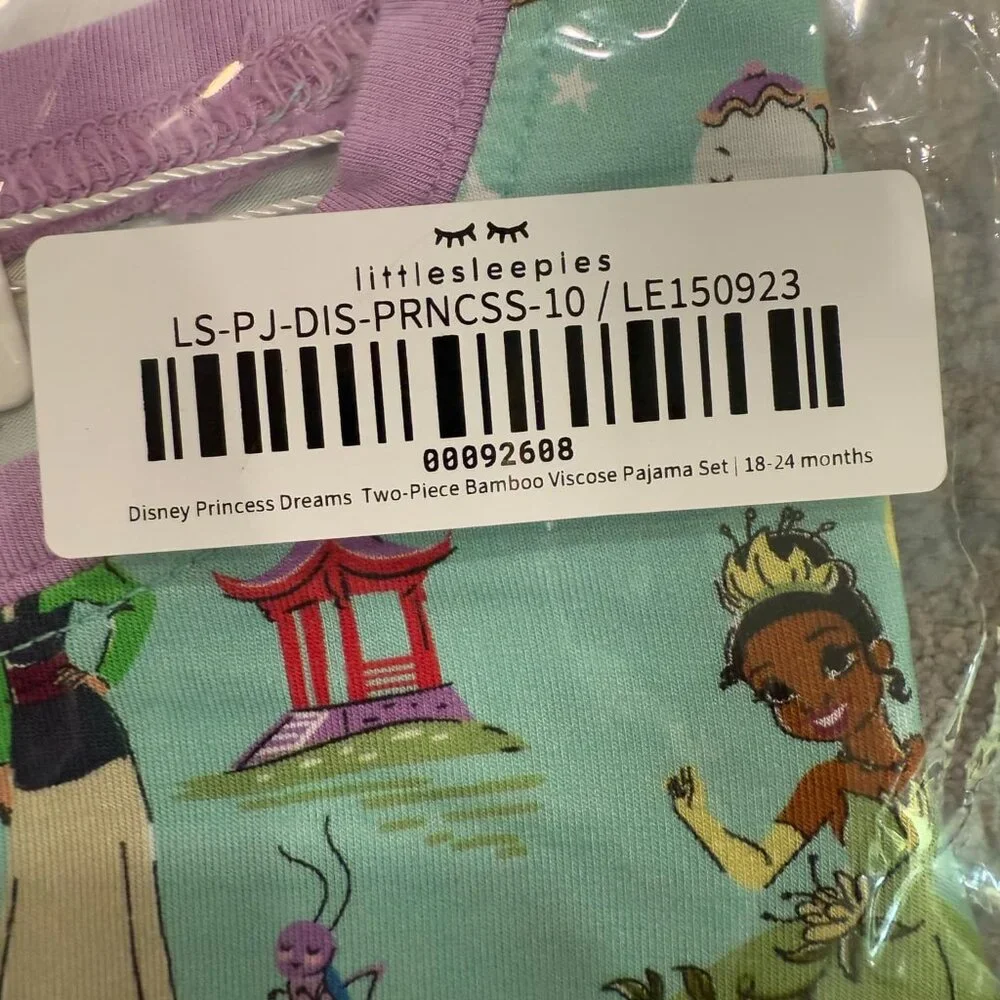 littlesleepies
LS-PJ-DIS-PRNCSS-10 / LE150923
00092608
Disney Princess Dreams Two-Piece Bamboo Viscose Pajama Set | 18-24 months